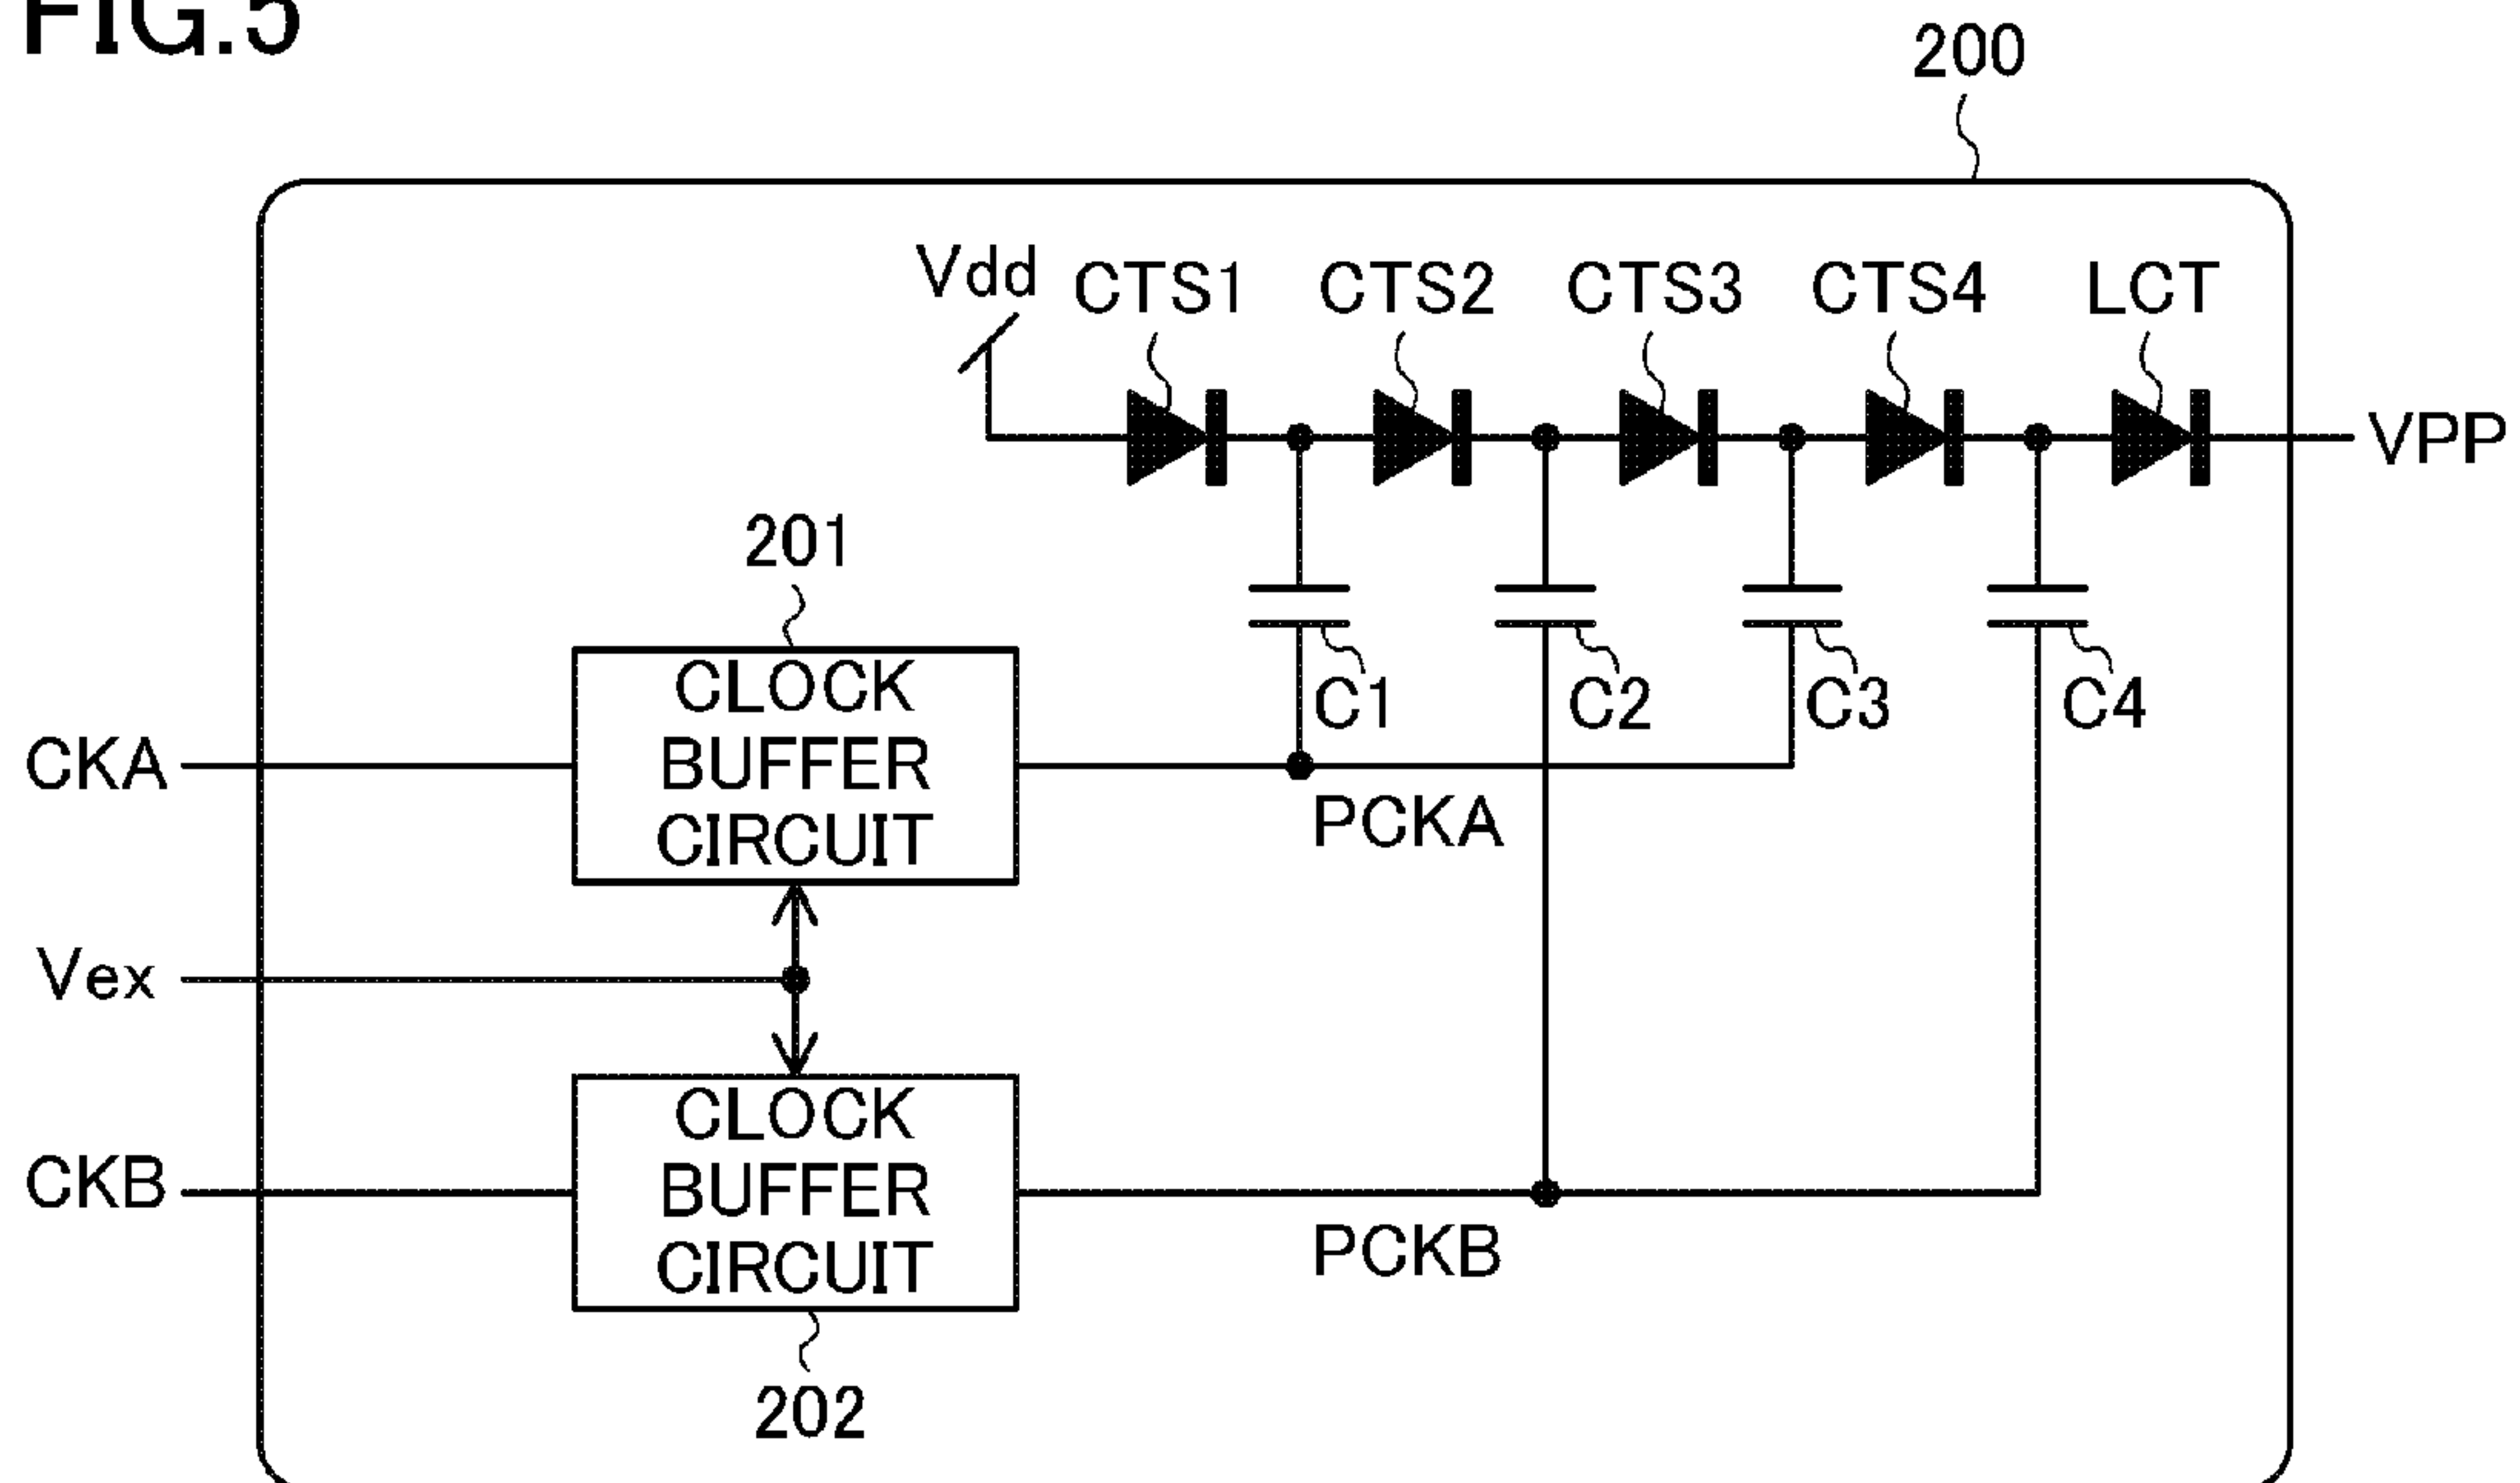 FIG.5
200
Vdd
CTS1
CTS2
CTS3
CTS4
LCT
VPP
201
CLOCK
BUFFER
CIRCUIT
C1
C2
C3
C4
CKA
PCKA
Vex
CLOCK
BUFFER
CIRCUIT
CKB
PCKB
202